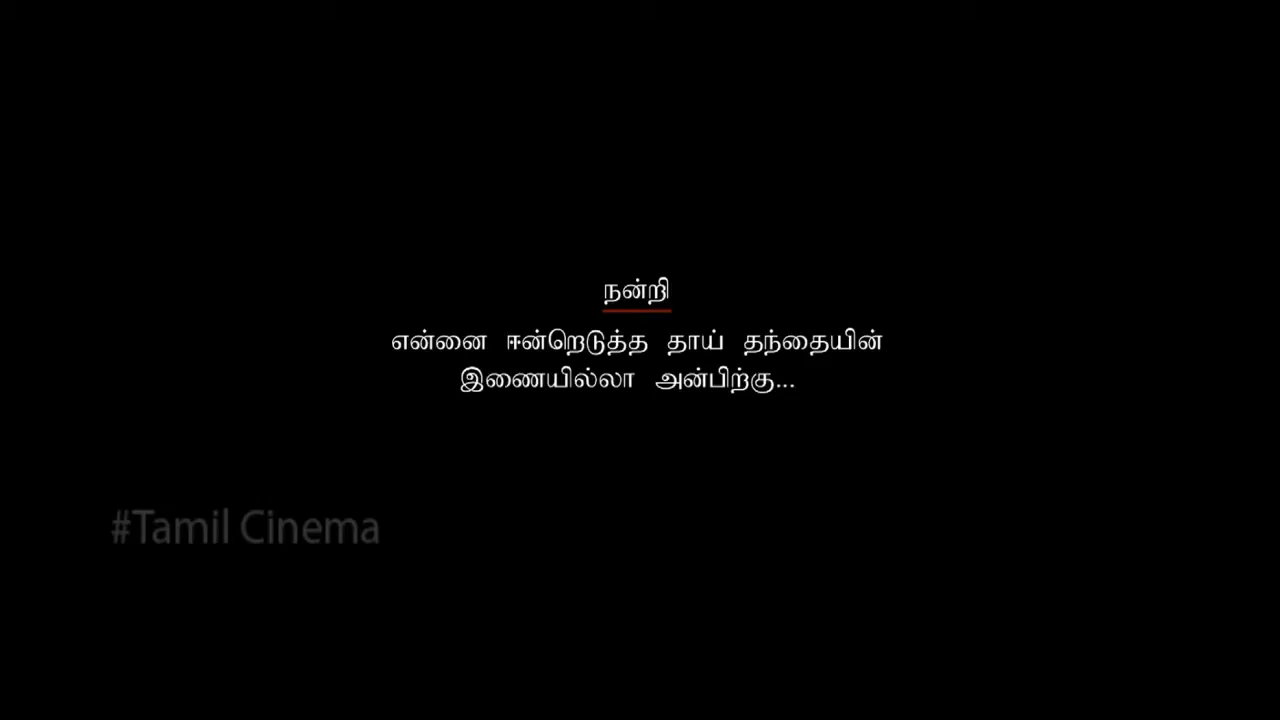 நன்றி
என்னை ஈன்றெடுத்த தாய் தந்தையின்
இணையில்லா அன்பிற்கு...
#Tamil Cinema